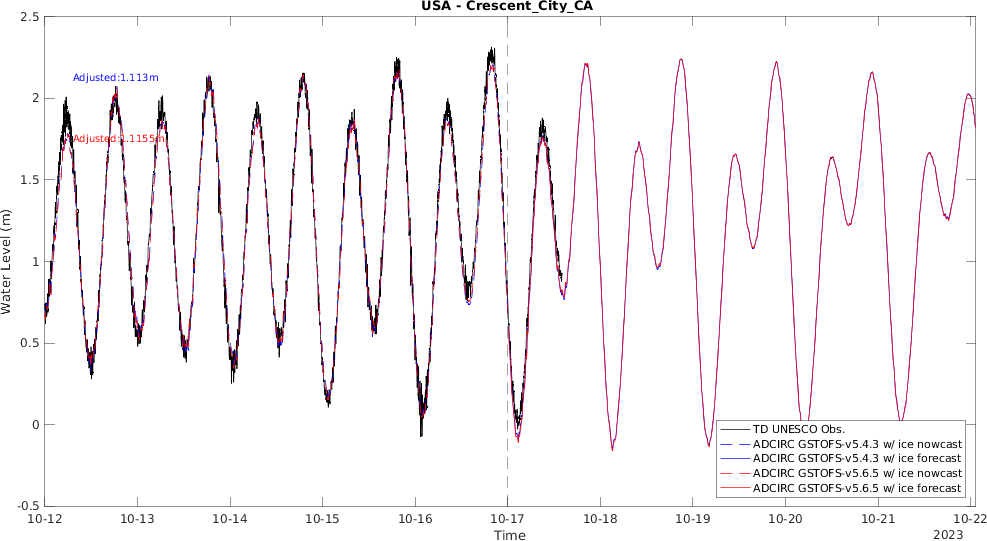 USA - Crescent_City_CA
2.5
2
1.5
1
0.5
0
-0.5
Water Level (m)
Adjusted:1.113m
Adjusted:1.1155m
TD UNESCO Obs.
ADCIRC GSTOFS-v5.4.3 w/ ice nowcast
ADCIRC GSTOFS-v5.4.3 w/ ice forecast
ADCIRC GSTOFS-v5.6.5 w/ ice nowcast
ADCIRC GSTOFS-v5.6.5 w/ ice forecast
10-12 10-13 10-14 10-15 10-16 10-17 10-18 10-19 10-20 10-21 10-22
Time
2023